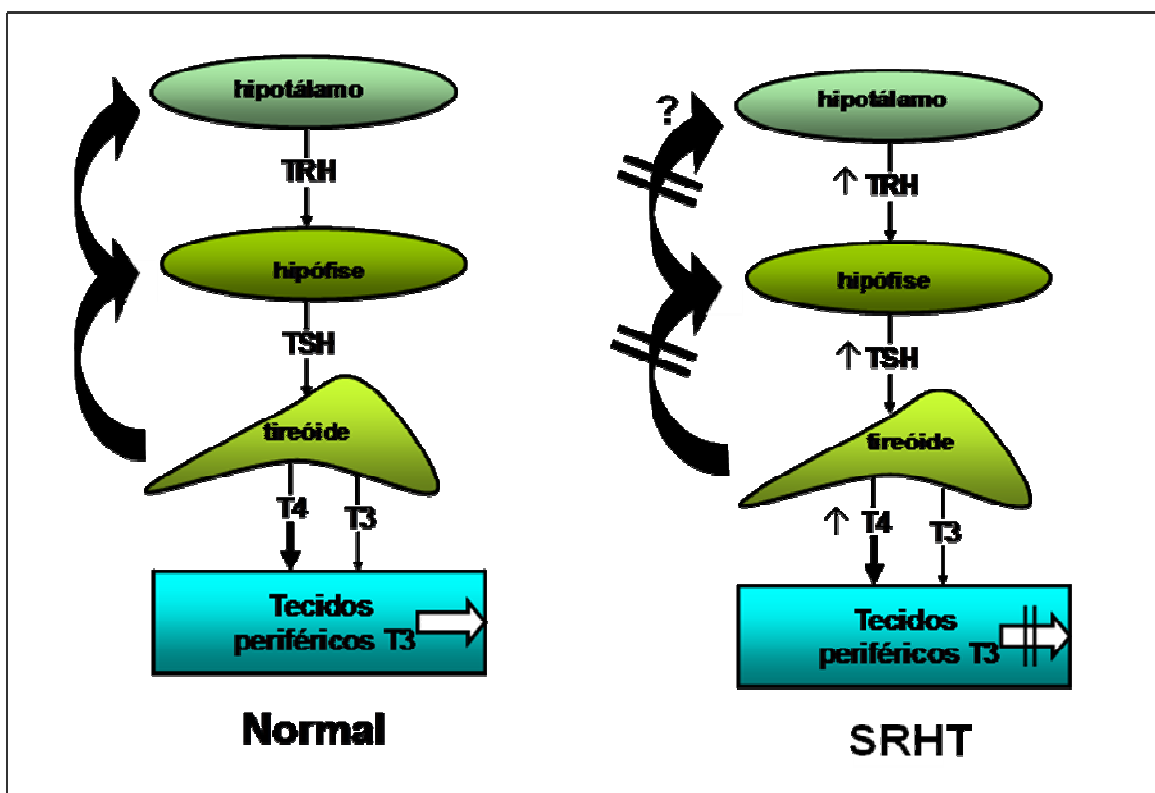 hipotálamo
TRH
hipófise
TSH
tireóide
T4
T3
Tecidos
periféricos T3
Normal
?
hipotálamo
↑ TRH
hipófise
↑ TSH
tireóide
↑ T4
T3
Tecidos
periféricos T3
SRHT